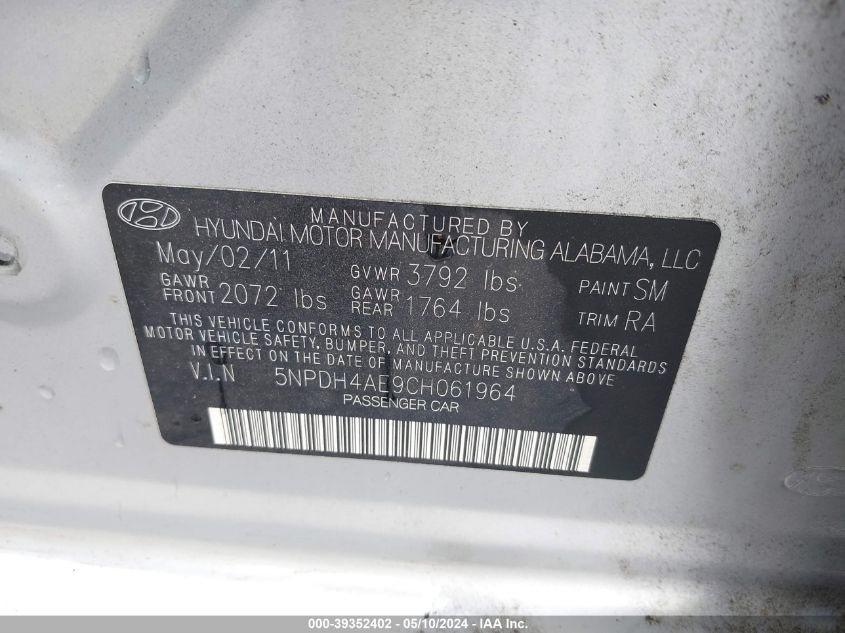 MANUFACTURED BY
HYUNDAI MOTOR MANUFACTURING ALABAMA, LLC
May/02/11 GVWR 3792 lbs. PAINT SM
GAWR FRONT 2072 lbs GAWR REAR 1764 lbs TRIM RA
THIS VEHICLE CONFORMS TO ALL APPLICABLE U.S.A. FEDERAL
MOTOR VEHICLE SAFETY, BUMPER, AND THEFT PREVENTION STANDARDS
IN EFFECT ON THE DATE OF MANUFACTURE SHOWN ABOVE
V.I.N 5NPDH4AE9CH061964
PASSENGER CAR
000-39352402 - 05/10/2024 - IAA Inc.